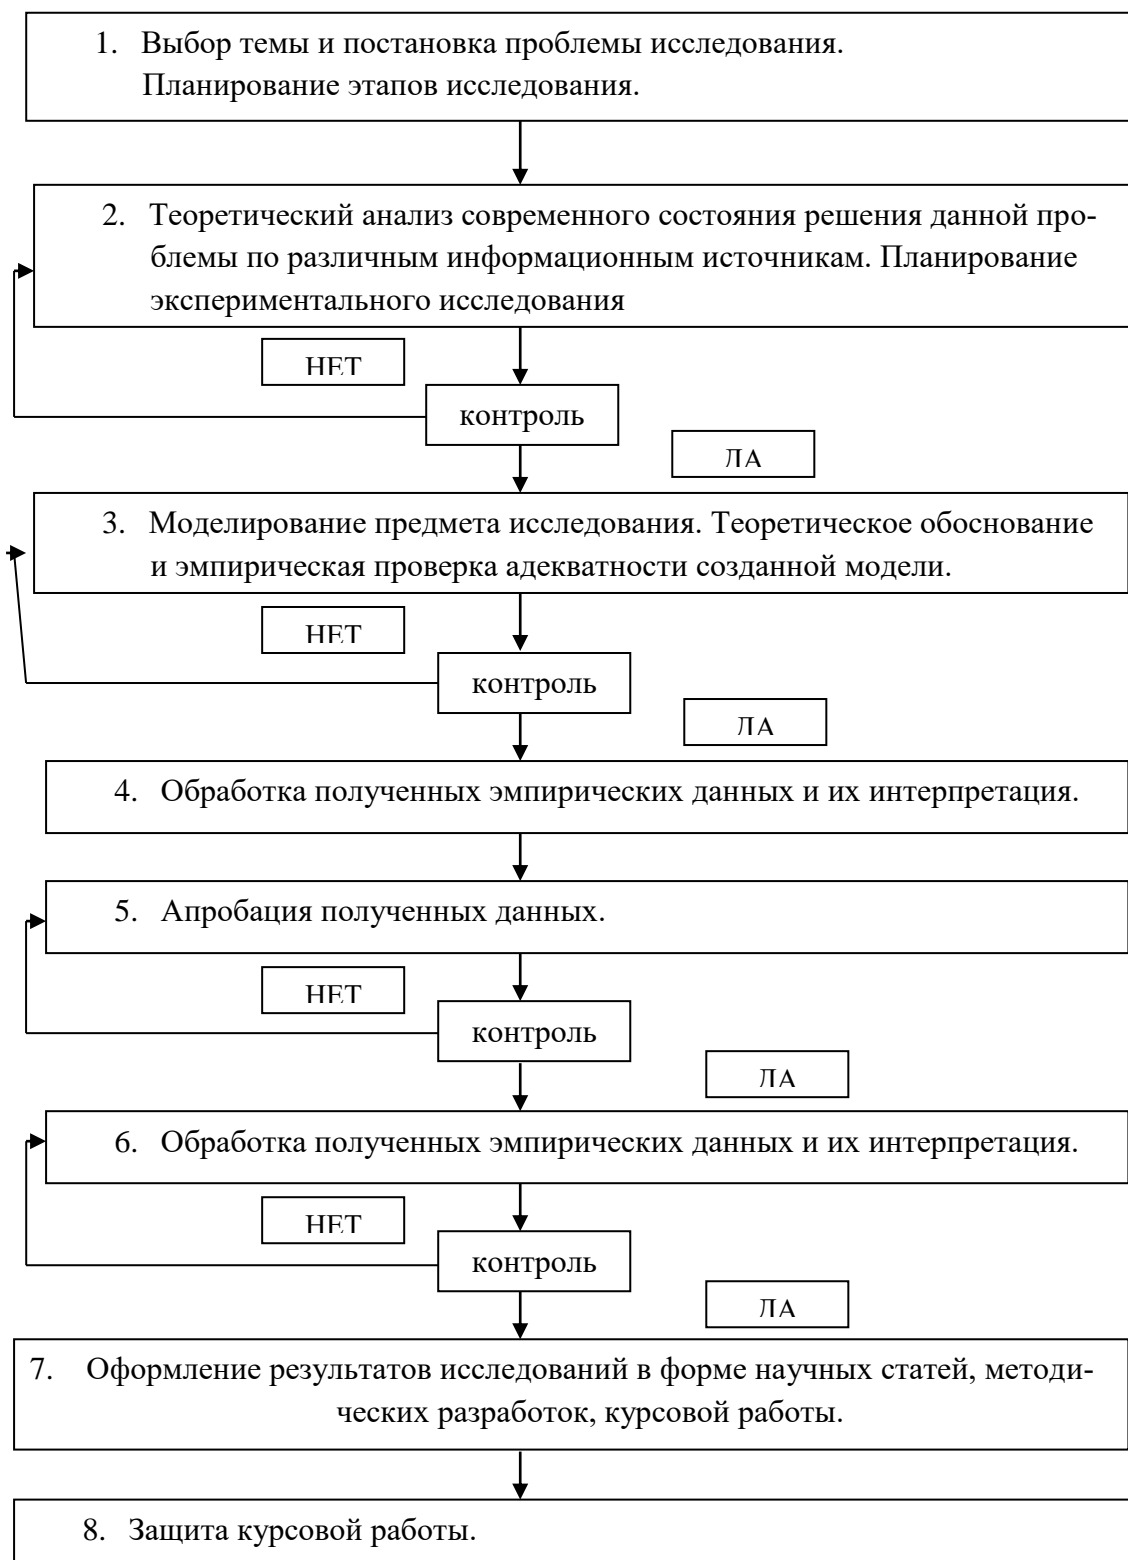 1. Выбор темы и постановка проблемы исследования.
Планирование этапов исследования.
2. Теоретический анализ современного состояния решения данной про-
блемы по различным информационным источникам. Планирование
экспериментального исследования
НЕТ
контроль
ДА
3. Моделирование предмета исследования. Теоретическое обоснование
и эмпирическая проверка адекватности созданной модели.
НЕТ
контроль
ДА
4. Обработка полученных эмпирических данных и их интерпретация.
5. Апробация полученных данных.
НЕТ
контроль
ДА
6. Обработка полученных эмпирических данных и их интерпретация.
НЕТ
контроль
ДА
7. Оформление результатов исследований в форме научных статей, методи-
ческих разработок, курсовой работы.
8. Защита курсовой работы.